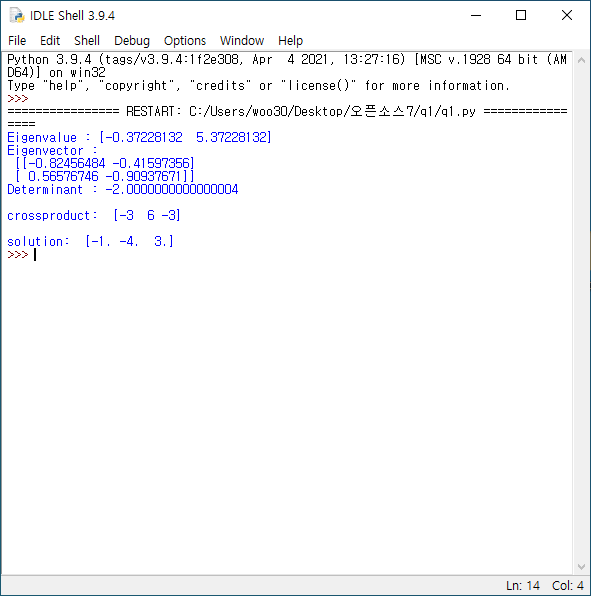 IDLE Shell 3.9.4
File Edit Shell Debug Options Window Help
Python 3.9.4 (tags/v3.9.4:1f2e308, Apr  4 2021, 13:27:16) [MSC v.1928 64 bit (AM
D64)] on win32
Type "help", "copyright", "credits" or "license()" for more information.
>>>
================ RESTART: C:/Users/woo30/Desktop/오픈소스7/q1/q1.py ============
====
Eigenvalue : [-0.37228132  5.37228132]
Eigenvector :
 [[-0.82456484 -0.41597356]
 [ 0.56576746 -0.90937671]]
Determinant : -2.0000000000000004
crossproduct:  [-3  6 -3]
solution:  [-1. -4.  3.]
>>>
Ln: 14 Col: 4